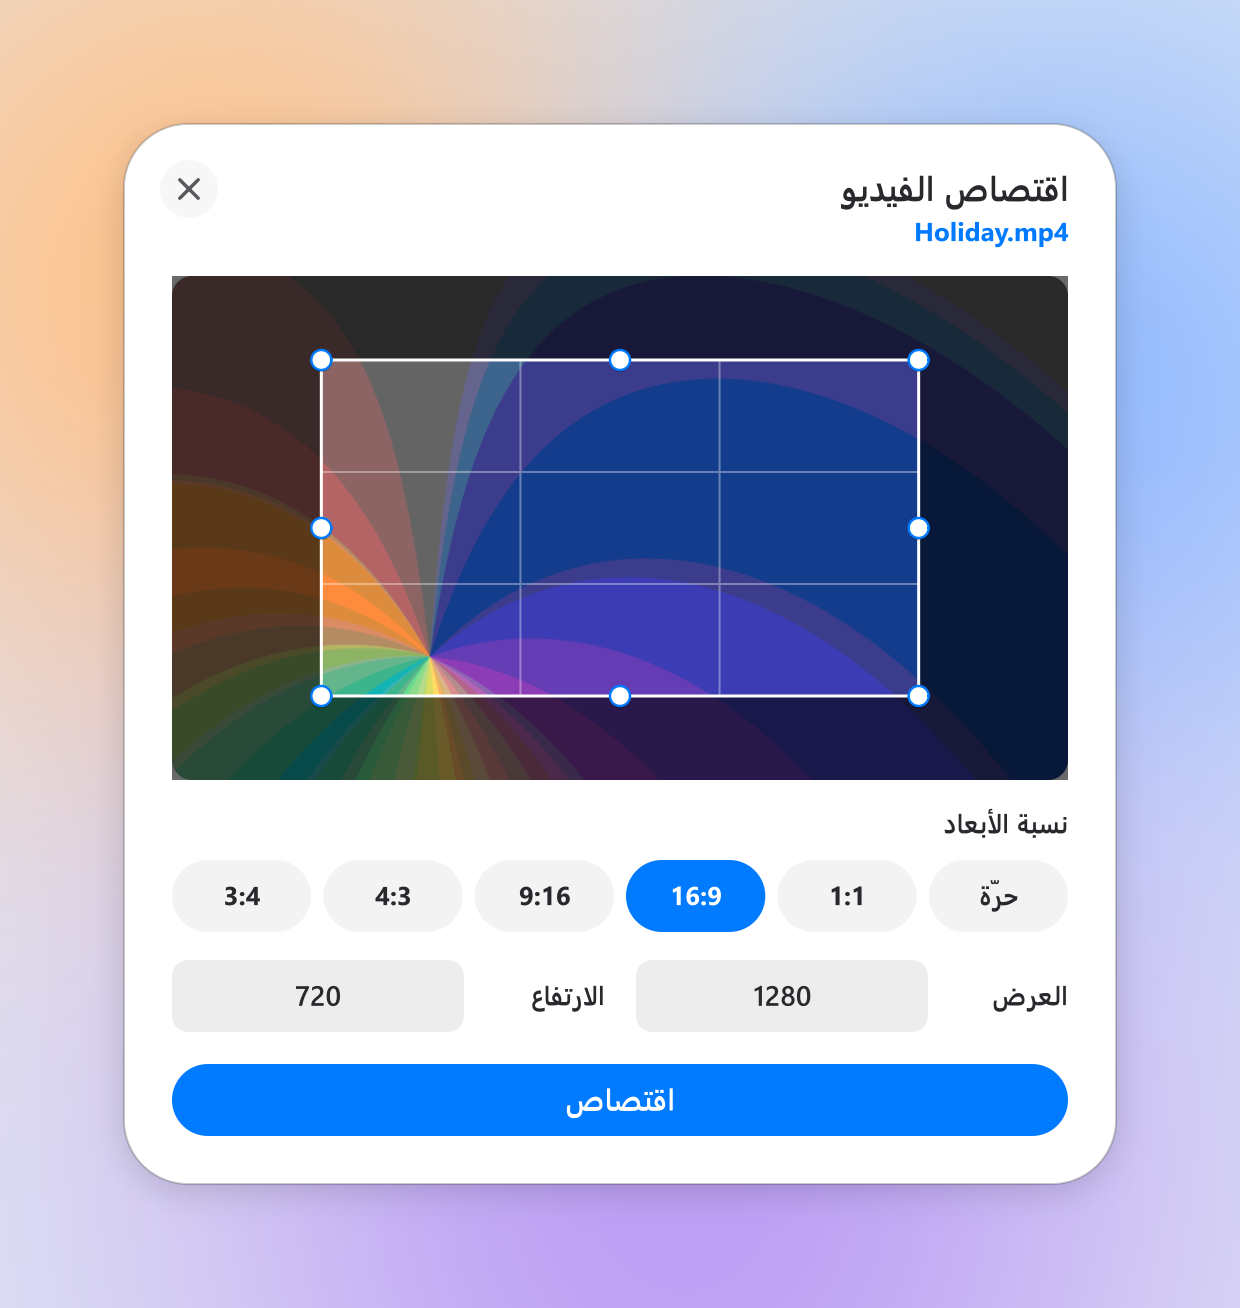 اقتصاص الفيديو
Holiday.mp4
نسبة الأبعاد
حرّة 1:1 16:9 9:16 4:3 3:4
العرض 1280 الارتفاع 720
اقتصاص